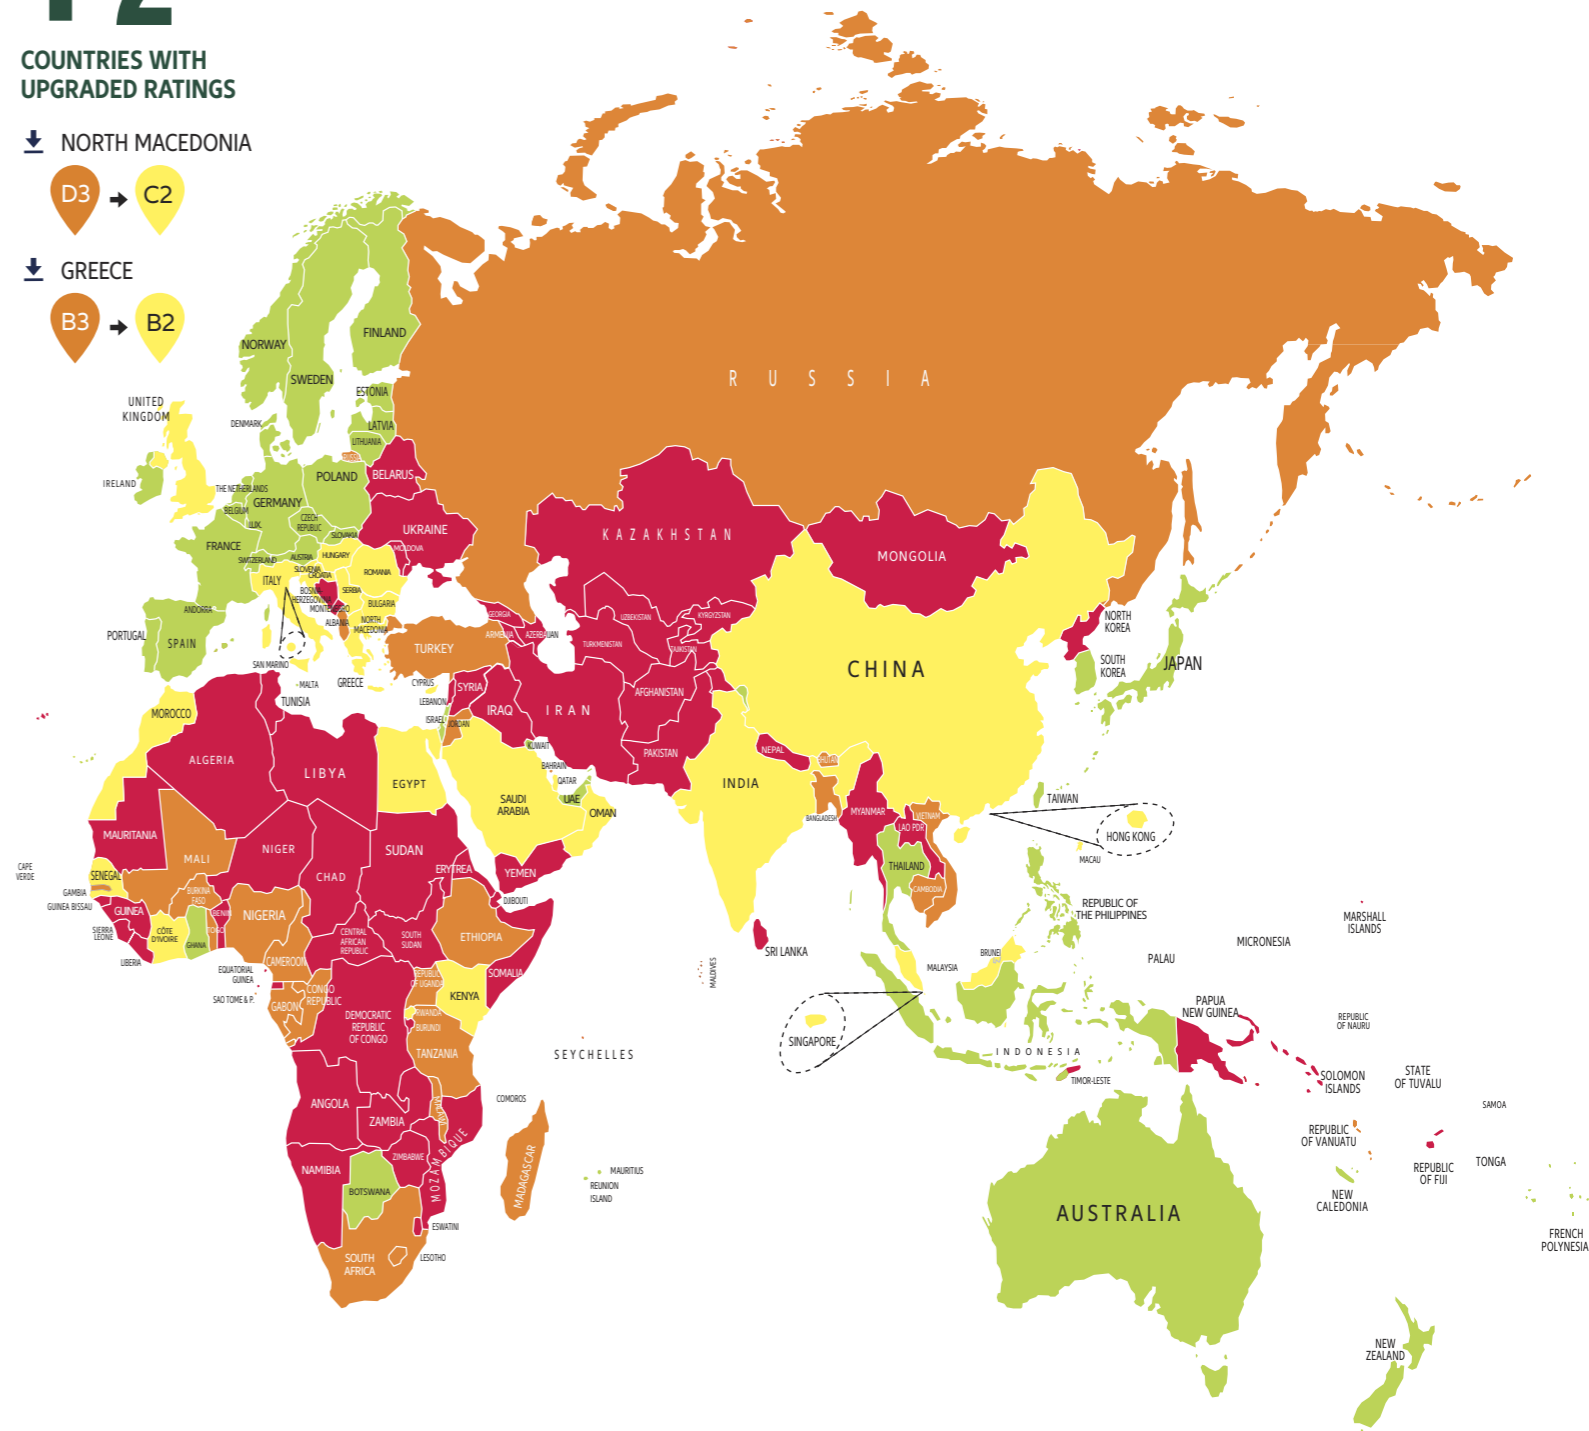 COUNTRIES WITH
UPGRADED RATINGS
NORTH MACEDONIA
D3
C2
GREECE
B3
B2
NORWAY
SWEDEN
FINLAND
ESTONIA
LATVIA
LITHUANIA
DENMARK
UNITED
KINGDOM
IRELAND
THE NETHERLANDS
BELGIUM
LUX.
GERMANY
POLAND
BELARUS
CZECH
REPUBLIC
SLOVAKIA
UKRAINE
MOLDOVA
FRANCE
SWITZERLAND
AUSTRIA
HUNGARY
SLOVENIA
CROATIA
ROMANIA
ITALY
BOSNIA
HERZEGOVINA
SERBIA
MONTENEGRO
BULGARIA
ALBANIA
NORTH
MACEDONIA
ANDORRA
PORTUGAL
SPAIN
SAN MARINO
MALTA
GREECE
CYPRUS
TURKEY
GEORGIA
ARMENIA
AZERBAIJAN
RUSSIA
KAZAKHSTAN
MONGOLIA
UZBEKISTAN
KYRGYZSTAN
TURKMENISTAN
TAJIKISTAN
CHINA
NORTH
KOREA
SOUTH
KOREA
JAPAN
TUNISIA
MOROCCO
ALGERIA
LIBYA
EGYPT
LEBANON
SYRIA
ISRAEL
JORDAN
IRAQ
IRAN
AFGHANISTAN
PAKISTAN
KUWAIT
BAHRAIN
QATAR
UAE
SAUDI
ARABIA
OMAN
YEMEN
NEPAL
BHUTAN
INDIA
BANGLADESH
MYANMAR
LAO PDR
VIETNAM
THAILAND
CAMBODIA
TAIWAN
HONG KONG
MACAU
SRI LANKA
MALDIVES
MALAYSIA
BRUNEI
SINGAPORE
INDONESIA
TIMOR-LESTE
REPUBLIC OF
THE PHILIPPINES
PALAU
MICRONESIA
MARSHALL
ISLANDS
PAPUA
NEW GUINEA
REPUBLIC
OF NAURU
SOLOMON
ISLANDS
STATE
OF TUVALU
SAMOA
REPUBLIC
OF VANUATU
REPUBLIC
OF FIJI
TONGA
NEW
CALEDONIA
FRENCH
POLYNESIA
AUSTRALIA
NEW
ZEALAND
CAPE
VERDE
MAURITANIA
MALI
NIGER
CHAD
SUDAN
ERYTREA
DJIBOUTI
SENEGAL
GAMBIA
GUINEA BISSAU
GUINEA
SIERRA
LEONE
LIBERIA
CÔTE
D'IVOIRE
BURKINA
FASO
GHANA
TOGO
BENIN
NIGERIA
CAMEROON
CENTRAL
AFRICAN
REPUBLIC
SOUTH
SUDAN
ETHIOPIA
SOMALIA
EQUATORIAL
GUINEA
SAO TOME & P.
GABON
CONGO
REPUBLIC
DEMOCRATIC
REPUBLIC
OF CONGO
REPUBLIC
OF UGANDA
KENYA
RWANDA
BURUNDI
TANZANIA
SEYCHELLES
ANGOLA
ZAMBIA
MALAWI
COMOROS
MOZAMBIQUE
ZIMBABWE
NAMIBIA
BOTSWANA
MADAGASCAR
MAURITIUS
REUNION
ISLAND
ESWATINI
LESOTHO
SOUTH
AFRICA